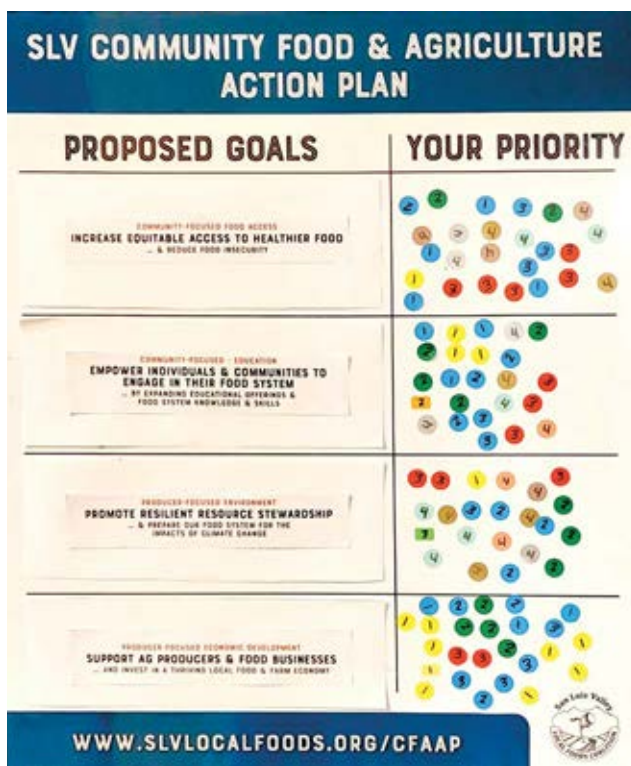 SLV COMMUNITY FOOD & AGRICULTURE
ACTION PLAN
PROPOSED GOALS
YOUR PRIORITY
COMMUNITY-FOCUSED FOOD ACCESS
INCREASE EQUITABLE ACCESS TO HEALTHIER FOOD
... & REDUCE FOOD INSECURITY
COMMUNITY-FOCUSED - EDUCATION
EMPOWER INDIVIDUALS & COMMUNITIES TO
ENGAGE IN THEIR FOOD SYSTEM
... BY EXPANDING EDUCATIONAL OFFERINGS &
FOOD SYSTEM KNOWLEDGE & SKILLS
PRODUCER-FOCUSED ENVIRONMENT
PROMOTE RESILIENT RESOURCE STEWARDSHIP
... & PREPARE OUR FOOD SYSTEM FOR THE
IMPACTS OF CLIMATE CHANGE
PRODUCER FOCUSED ECONOMIC DEVELOPMENT
SUPPORT AG PRODUCERS & FOOD BUSINESSES
... AND INVEST IN A THRIVING LOCAL FOOD & FARM ECONOMY
WWW.SLVLOCALFOODS.ORG/CFAAP
San Luis Valley
LOCAL FOODS COALITION